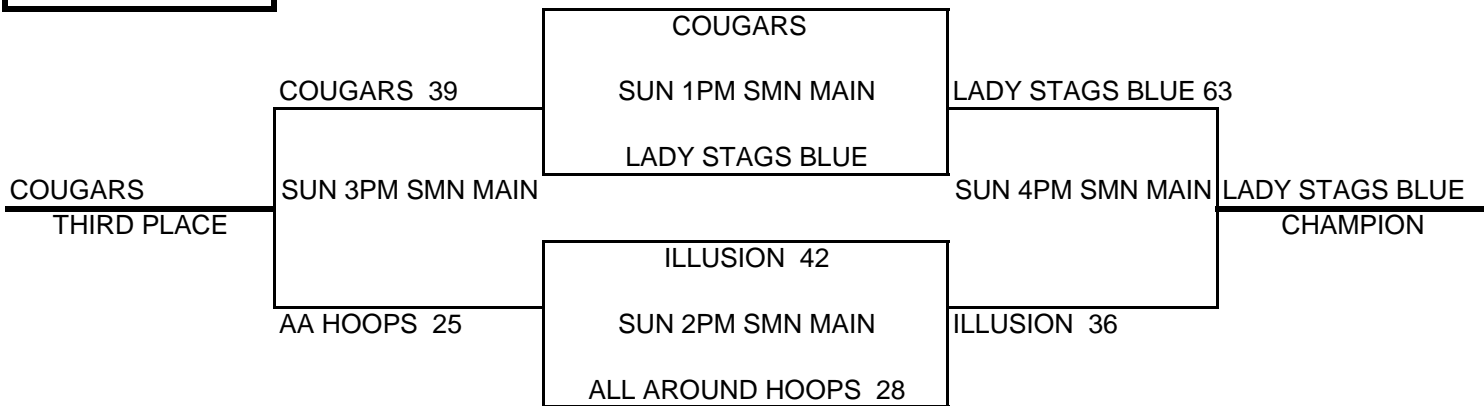 COUGARS
COUGARS 39
SUN 1PM SMN MAIN
LADY STAGS BLUE 63
LADY STAGS BLUE
COUGARS
SUN 3PM SMN MAIN
SUN 4PM SMN MAIN
LADY STAGS BLUE
THIRD PLACE
CHAMPION
ILLUSION 42
AA HOOPS 25
SUN 2PM SMN MAIN
ILLUSION 36
ALL AROUND HOOPS 28